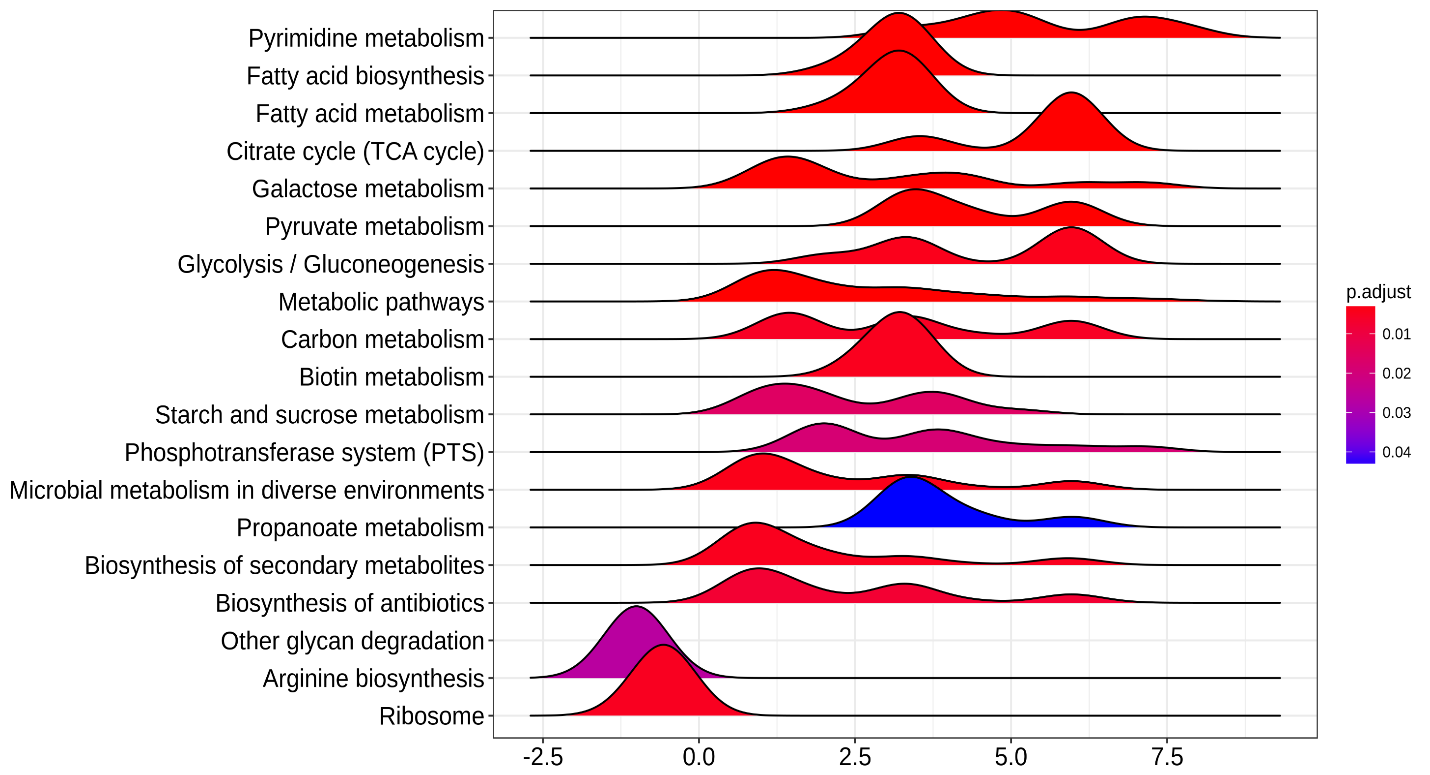 Pyrimidine metabolism
Fatty acid biosynthesis
Fatty acid metabolism
Citrate cycle (TCA cycle)
Galactose metabolism
Pyruvate metabolism
Glycolysis / Gluconeogenesis
Metabolic pathways
Carbon metabolism
Biotin metabolism
Starch and sucrose metabolism
Phosphotransferase system (PTS)
Microbial metabolism in diverse environments
Propanoate metabolism
Biosynthesis of secondary metabolites
Biosynthesis of antibiotics
Other glycan degradation
Arginine biosynthesis
Ribosome
-2.5 0.0 2.5 5.0 7.5
p.adjust
0.01
0.02
0.03
0.04